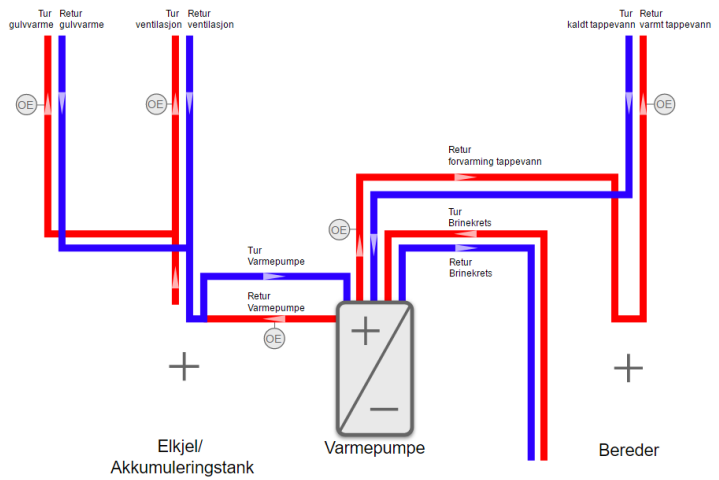 Tur
gulvvarme
Retur
gulvvarme
Tur
ventilasjon
Retur
ventilasjon
Tur
kaldt tappevann
Retur
varmt tappevann
OE
OE
OE
Retur
forvarming tappevann
Tur
Brinekrets
OE
Tur
Varmepumpe
Retur
Brinekrets
Retur
Varmepumpe
OE
Elkjel/
Akkumuleringstank
Varmepumpe
Bereder